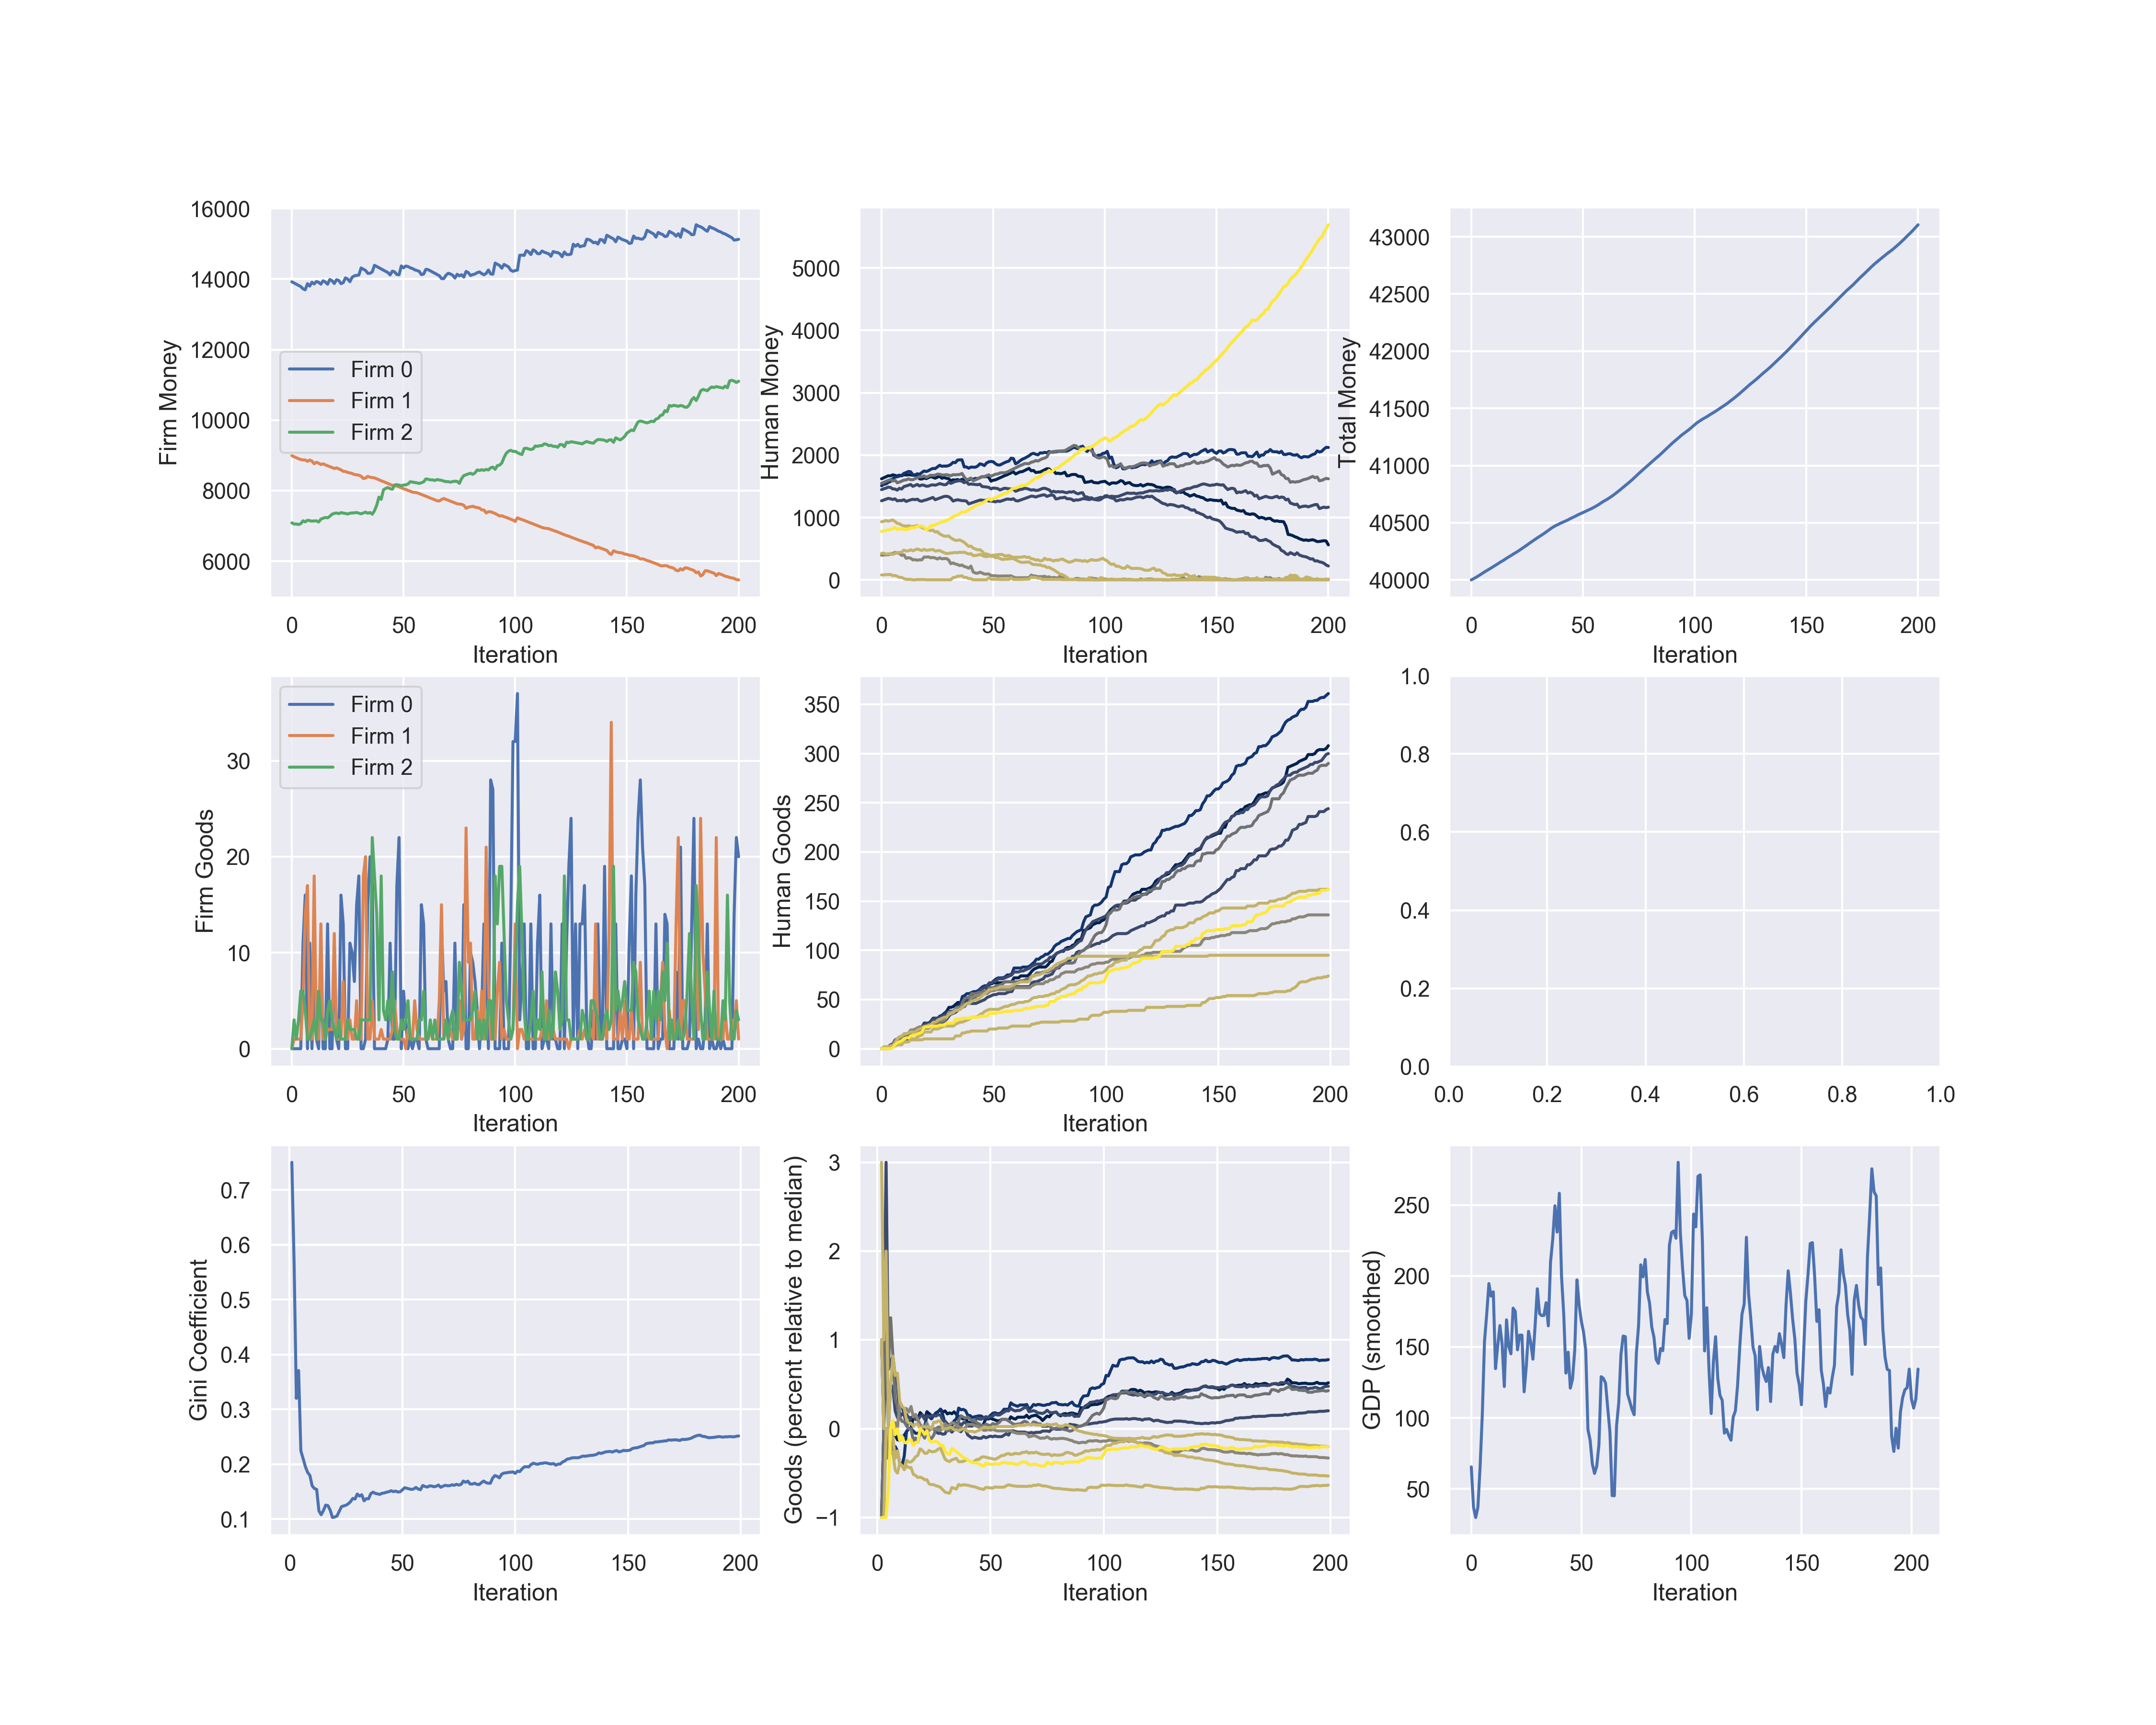 16000
14000
12000
10000
8000
6000
Firm Money
Firm 0
Firm 1
Firm 2
0 50 100 150 200
Iteration
5000
4000
3000
2000
1000
0
Human Money
0 50 100 150 200
Iteration
43000
42500
42000
41500
41000
40500
40000
Total Money
0 50 100 150 200
Iteration
30
20
10
0
Firm Goods
Firm 0
Firm 1
Firm 2
0 50 100 150 200
Iteration
350
300
250
200
150
100
50
0
Human Goods
0 50 100 150 200
Iteration
1.0
0.8
0.6
0.4
0.2
0.0
0.0 0.2 0.4 0.6 0.8 1.0
0.7
0.6
0.5
0.4
0.3
0.2
0.1
Gini Coefficient
0 50 100 150 200
Iteration
3
2
1
0
−1
Goods (percent relative to median)
0 50 100 150 200
Iteration
250
200
150
100
50
GDP (smoothed)
0 50 100 150 200
Iteration